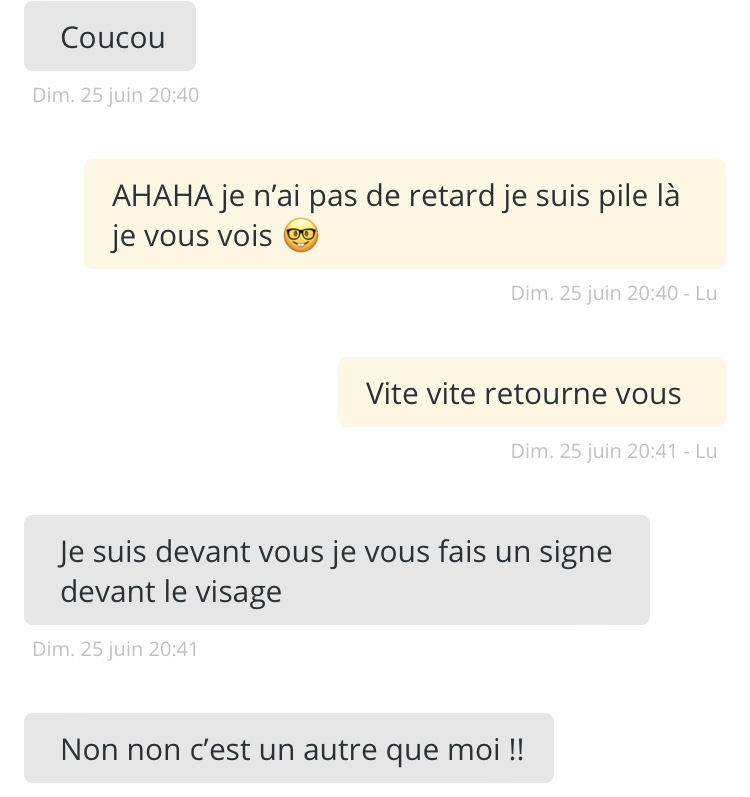 Coucou
Dim. 25 juin 20:40
AHAHA je n’ai pas de retard je suis pile là
je vous vois 🤓
Dim. 25 juin 20:40 - Lu
Vite vite retourne vous
Dim. 25 juin 20:41 - Lu
Je suis devant vous je vous fais un signe
devant le visage
Dim. 25 juin 20:41
Non non c’est un autre que moi !!